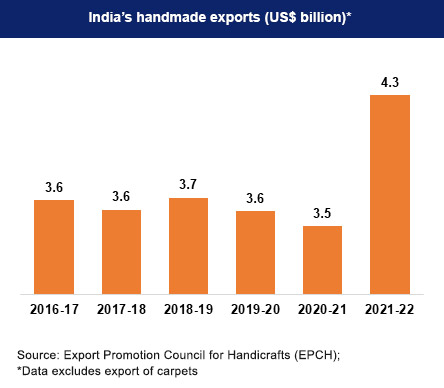 India's handmade exports (US$ billion)*
4.3
3.6
3.6
3.7
3.6
3.5
2016-17 2017-18 2018-19 2019-20 2020-21 2021-22
Source: Export Promotion Council for Handicrafts (EPCH);
*Data excludes export of carpets